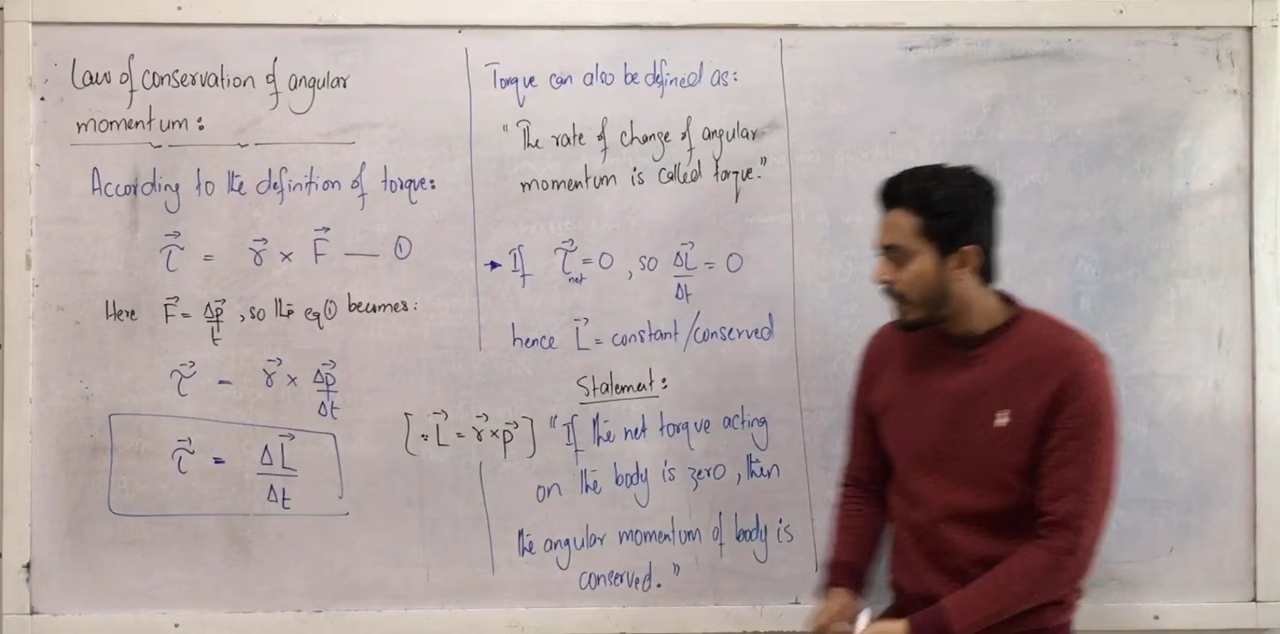 Law of conservation of angular
momentum:
According to the definition of torque:
τ⃗ = r⃗ × F⃗ — ①
Here F⃗ = Δp⃗/t, so the eq① becomes:
τ⃗ = r⃗ × Δp⃗/Δt
τ⃗ = ΔL⃗/Δt
[∵ L⃗ = r⃗ × p⃗]
Torque can also be defined as:
"The rate of change of angular
momentum is called torque."
→ If τ⃗net = 0, so ΔL⃗/Δt = 0
hence L⃗ = constant/conserved
Statement:
"If the net torque acting
on the body is zero, then
the angular momentum of body is
conserved."